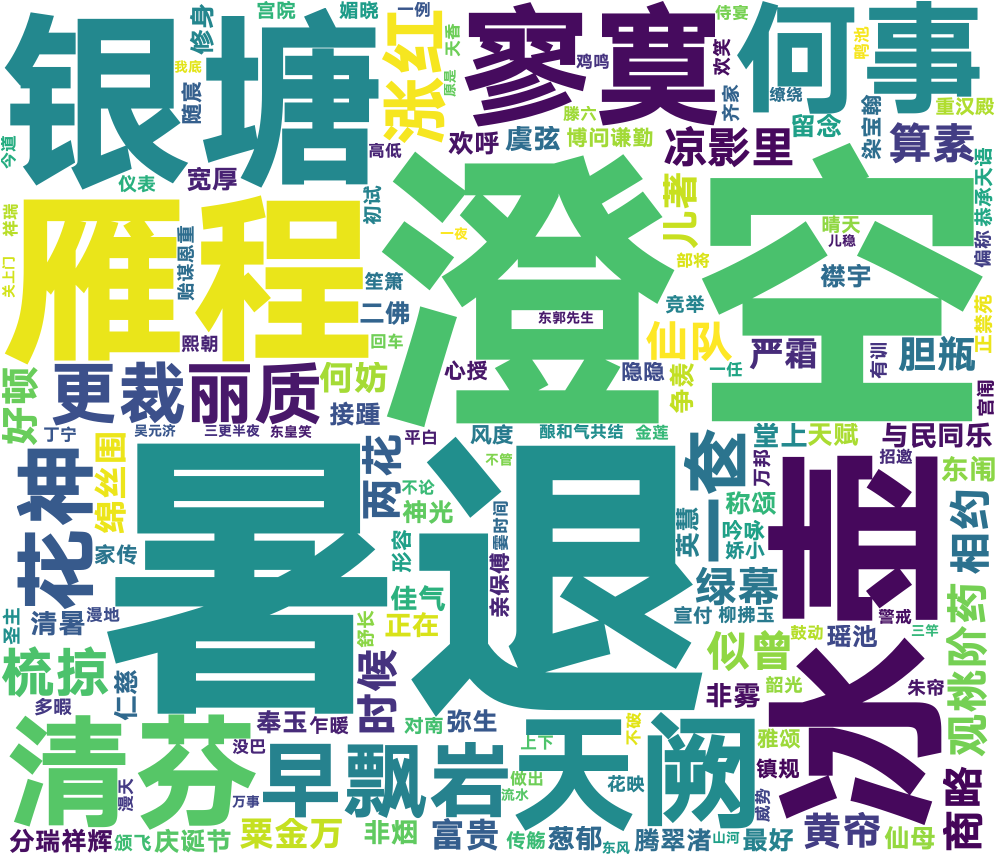 银塘
张红
寥寞
何事
宫院
媚晓
一例
修身
我底
随晨
天香
原是
鸡鸣
侍宴
欢笑
鸭池
齐家
缭绕
重汉殿
滕六
今道
高低
欢呼
虞弦
博问谦勤
留念
染宝翰
算素
凉影里
仪表
宽厚
恭承天语
祥瑞
雁程
贻谋恩重
初试
一夜
澄空
儿著
晴天
儿稳
偏称
部将
襟宇
关上门
笙箫
竞举
正禁苑
二佛
东郭先生
熙朝
回车
仙队
严霜
有训
胆瓶
心授
隐隐
一任
争羡
宫闱
好顿
更裁
丽质
何妨
接踵
丁宁
吴元济
三更半夜
东皇笑
平白
风度
酿和气共结
金莲
堂上
天赋
与民同乐
花神
绵丝围
两花
不管
一夜
万邦
招邀
东闱
不论
神光
霎时间
称颂
英慧
吟咏
娇小
壶冰
相约
家传
暑退
形容
亲保傅
佳气
绿幕
圣主
清暑
漫地
舒长
正在
宣付
柳拂玉
警戒
鼓动
瑶池
三竿
观桃阶药
梳掠
仁慈
时候
似曾
多暇
非雾
韶光
朱帘
奉玉
乍暖
对南
弥生
清芬
没巴
早飘岩
上下
天阙
不破
雅颂
镇规
漫天
万事
做出
流水
花映
威势
商略
分瑞祥辉
颁飞
庆诞节
粟金万
非烟
富贵
传觞
葱郁
东风
腾翠渚
山河
最好
黄帘
仙母